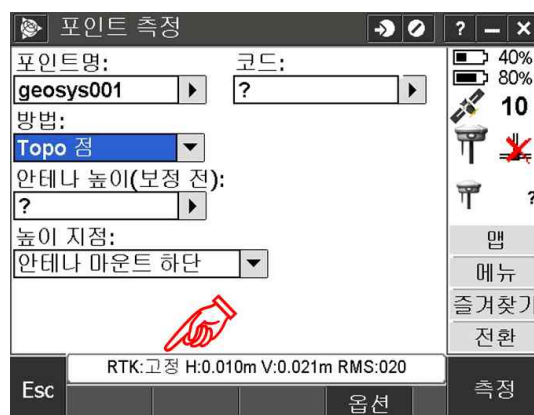 포인트 측정
? – ×
포인트명: 코드:
geosys001 ?
방법:
Topo 점
안테나 높이(보정 전):
?
높이 지점:
안테나 마운트 하단
40%
80%
10
?
맵
메뉴
즐겨찾기
전환
RTK:고정 H:0.010m V:0.021m RMS:020
Esc 옵션 측정